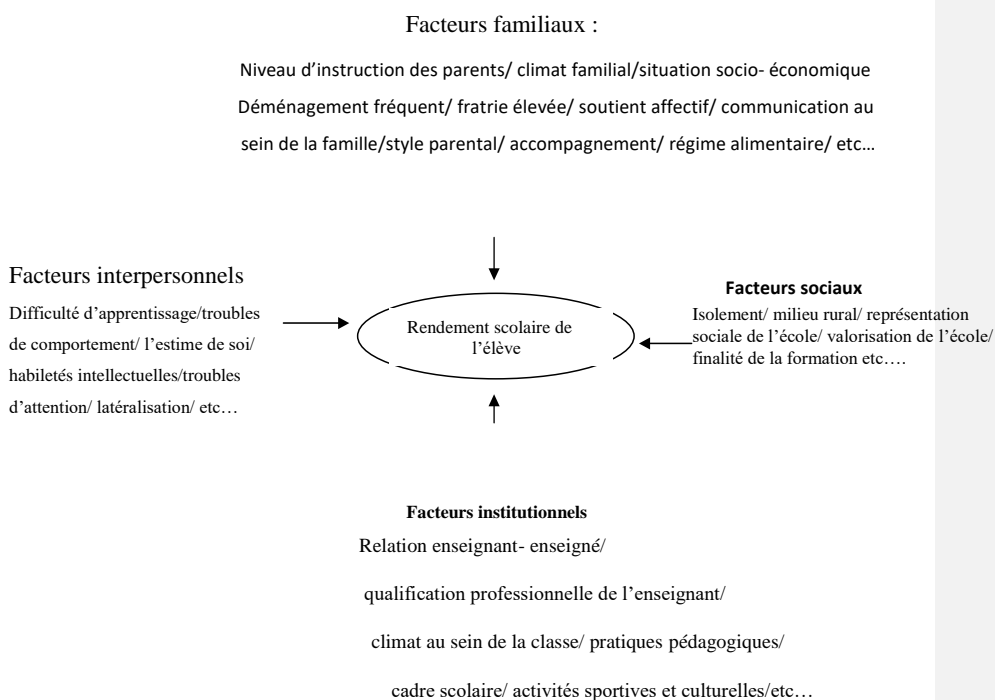 Facteurs familiaux :
Niveau d’instruction des parents/ climat familial/situation socio- économique
Déménagement fréquent/ fratrie élevée/ soutient affectif/ communication au
sein de la famille/style parental/ accompagnement/ régime alimentaire/ etc…
Facteurs interpersonnels
Difficulté d’apprentissage/troubles
de comportement/ l’estime de soi/
habiletés intellectuelles/troubles
d’attention/ latéralisation/ etc…
Rendement scolaire de
l’élève
Facteurs sociaux
Isolement/ milieu rural/ représentation
sociale de l’école/ valorisation de l’école/
finalité de la formation etc….
Facteurs institutionnels
Relation enseignant- enseigné/
qualification professionnelle de l’enseignant/
climat au sein de la classe/ pratiques pédagogiques/
cadre scolaire/ activités sportives et culturelles/etc…